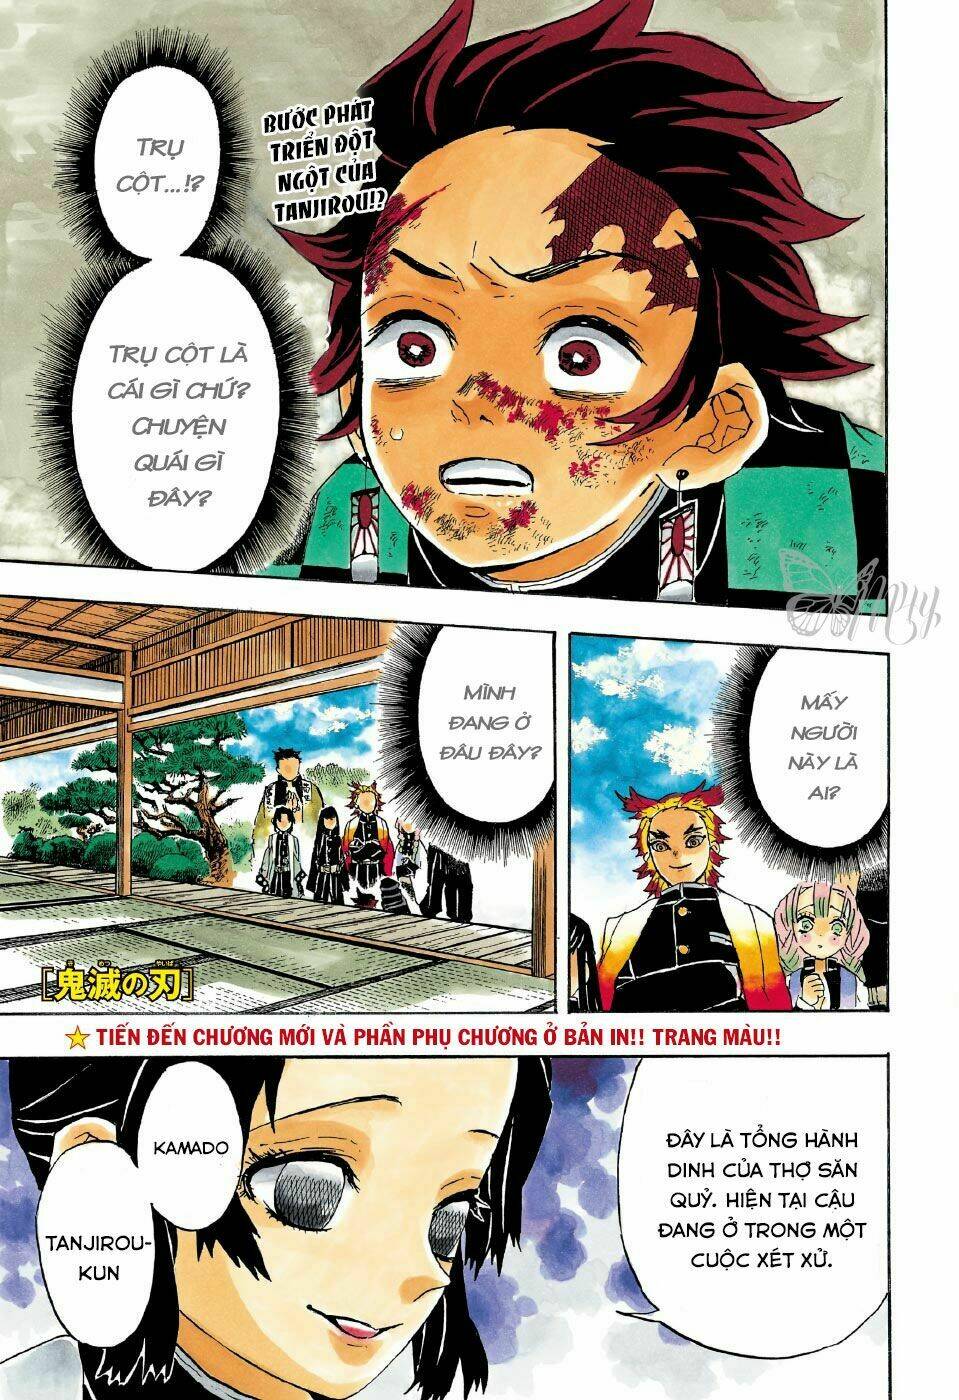 BƯỚC PHÁT
TRIỂN ĐỘT
NGỘT CỦA
TANJIROU!?
TRỤ
CỘT...!?
TRỤ CỘT LÀ
CÁI GÌ CHỨ?
CHUYỆN
QUÁI GÌ
ĐÂY?
MẤY
NGƯỜI
NÀY LÀ
AI?
MÌNH
ĐANG Ở
ĐÂU ĐÂY?
[鬼滅の刃]
★ TIẾN ĐẾN CHƯƠNG MỚI VÀ PHẦN PHỤ CHƯƠNG Ở BẢN IN!! TRANG MÀU!!
ĐÂY LÀ TỔNG HÀNH
DINH CỦA THỢ SĂN
QUỶ. HIỆN TẠI CẬU
ĐANG Ở TRONG MỘT
CUỘC XÉT XỬ.
KAMADO
TANJIROU-
KUN